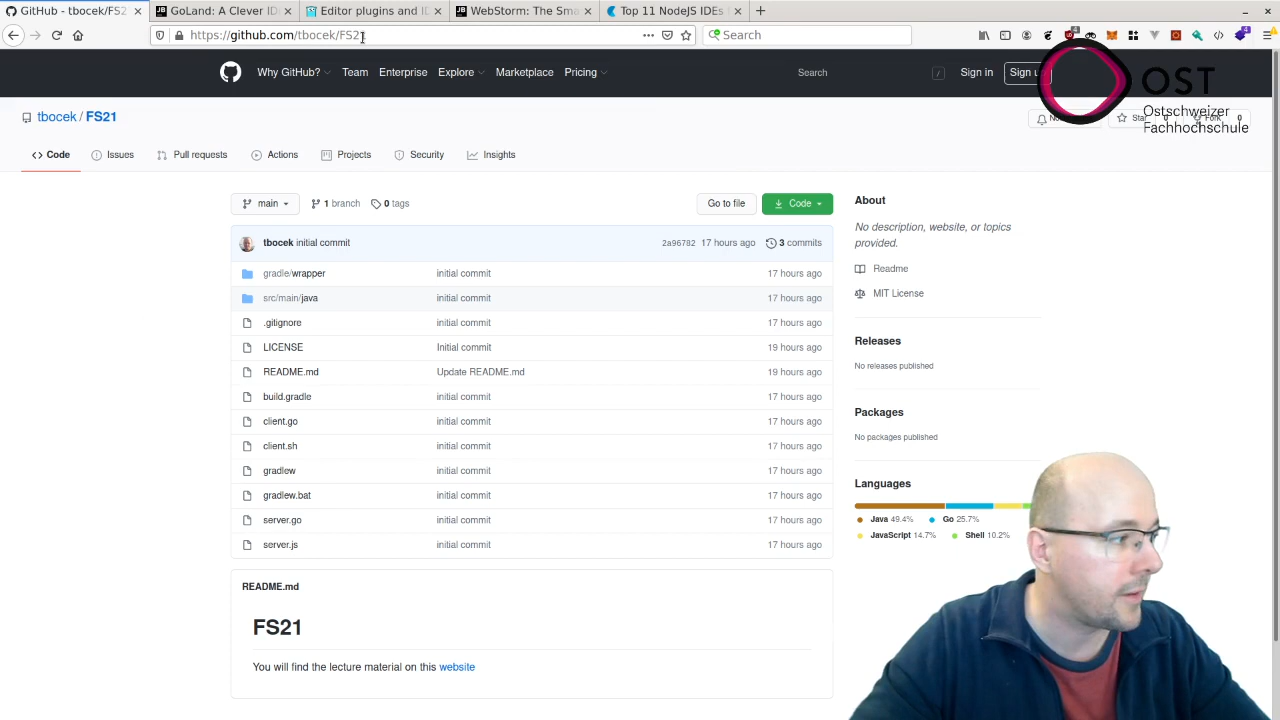 GitHub - tbocek/FS2
GoLand: A Clever ID
Editor plugins and ID
WebStorm: The Sma
Top 11 NodeJS IDEs f
https://github.com/tbocek/FS21
Search
Why GitHub?
Team
Enterprise
Explore
Marketplace
Pricing
Search
/
Sign in
Sign u
OST
Ostschweizer
Fachhochschule
tbocek / FS21
Sta
0
Fork
0
Code
Issues
Pull requests
Actions
Projects
Security
Insights
main
1 branch
0 tags
Go to file
Code
tbocek initial commit 2a96782 17 hours ago 3 commits
gradle/wrapper initial commit 17 hours ago
src/main/java initial commit 17 hours ago
.gitignore initial commit 17 hours ago
LICENSE Initial commit 19 hours ago
README.md Update README.md 19 hours ago
build.gradle initial commit 17 hours ago
client.go initial commit 17 hours ago
client.sh initial commit 17 hours ago
gradlew initial commit 17 hours ago
gradlew.bat initial commit 17 hours ago
server.go initial commit 17 hours ago
server.js initial commit 17 hours ago
README.md
FS21
You will find the lecture material on this website
About
No description, website, or topics
provided.
Readme
MIT License
Releases
No releases published
Packages
No packages published
Languages
Java 49.4% Go 25.7%
JavaScript 14.7% Shell 10.2%